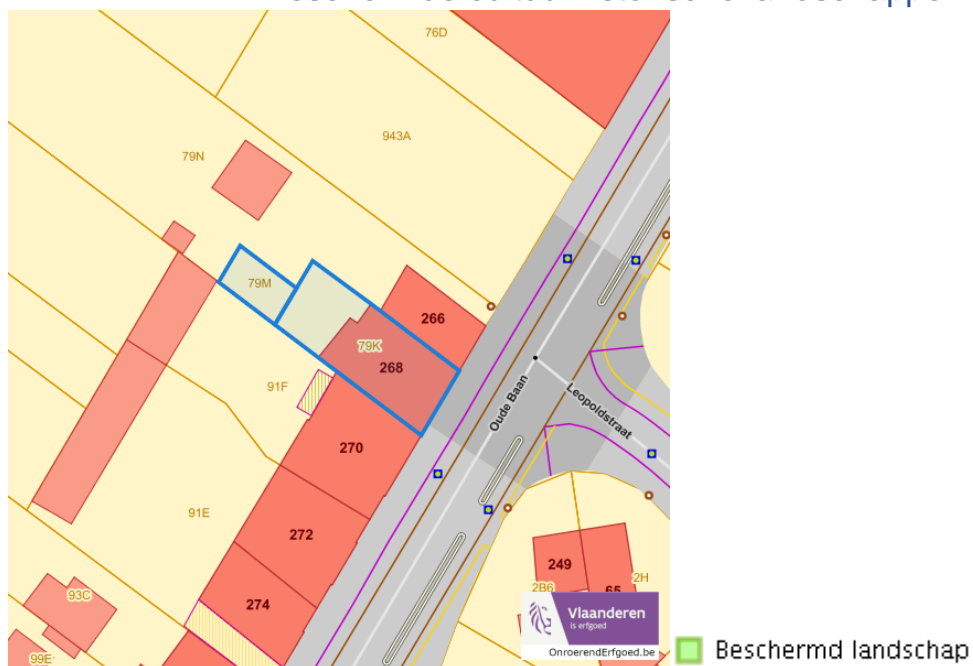 76D
943A
79N
79M
266
79K
268
91F
Oude Baan
Leopoldstraat
270
91E
272
249
2H
2B6
65
274
93C
99E
Vlaanderen
is erfgoed
OnroerendErfgoed.be
Beschermd landschap